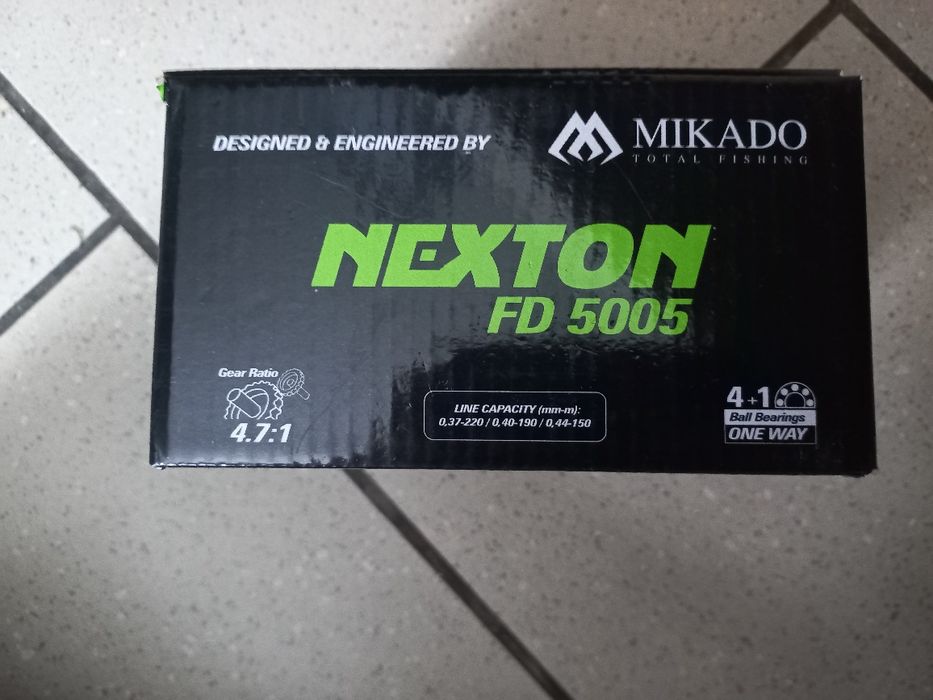 DESIGNED & ENGINEERED BY
MIKADO
TOTAL FISHING
NEXTON
FD 5005
Gear Ratio
4.7:1
LINE CAPACITY (mm-m):
0,37-220 / 0,40-190 / 0,44-150
4+1
Ball Bearings
ONE WAY